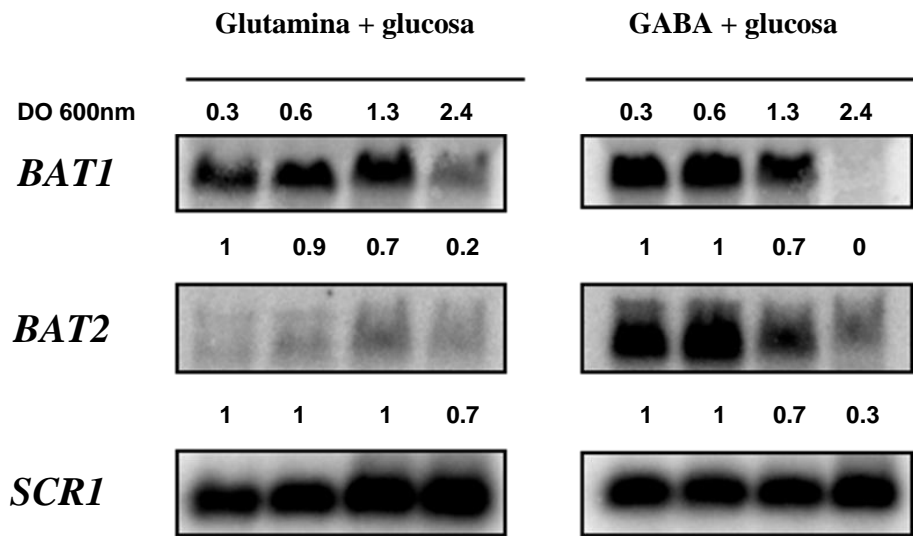 Glutamina + glucosa GABA + glucosa
DO 600nm 0.3 0.6 1.3 2.4 0.3 0.6 1.3 2.4
BAT1
1 0.9 0.7 0.2 1 1 0.7 0
BAT2
1 1 1 0.7 1 1 0.7 0.3
SCR1